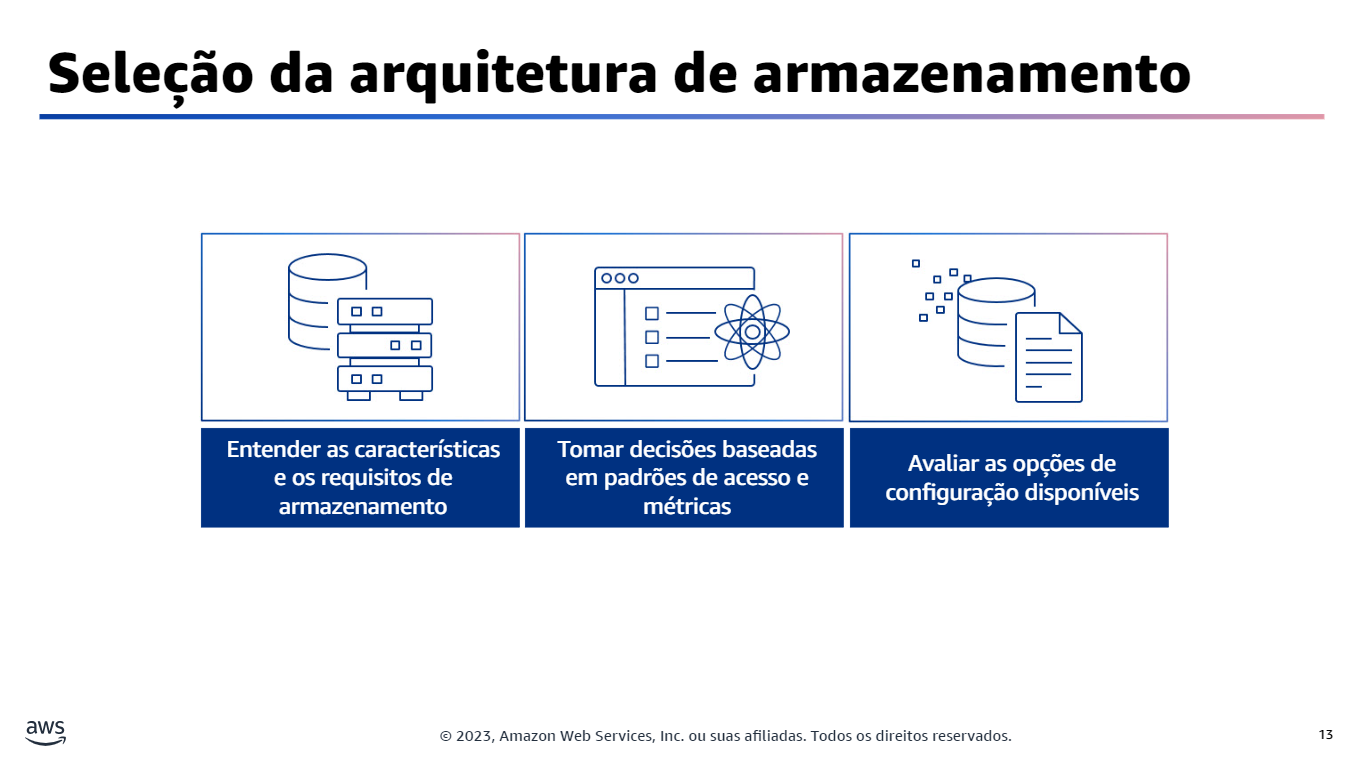 Seleção da arquitetura de armazenamento
Entender as características
e os requisitos de
armazenamento
Tomar decisões baseadas
em padrões de acesso e
métricas
Avaliar as opções de
configuração disponíveis
aws
© 2023, Amazon Web Services, Inc. ou suas afiliadas. Todos os direitos reservados.
13